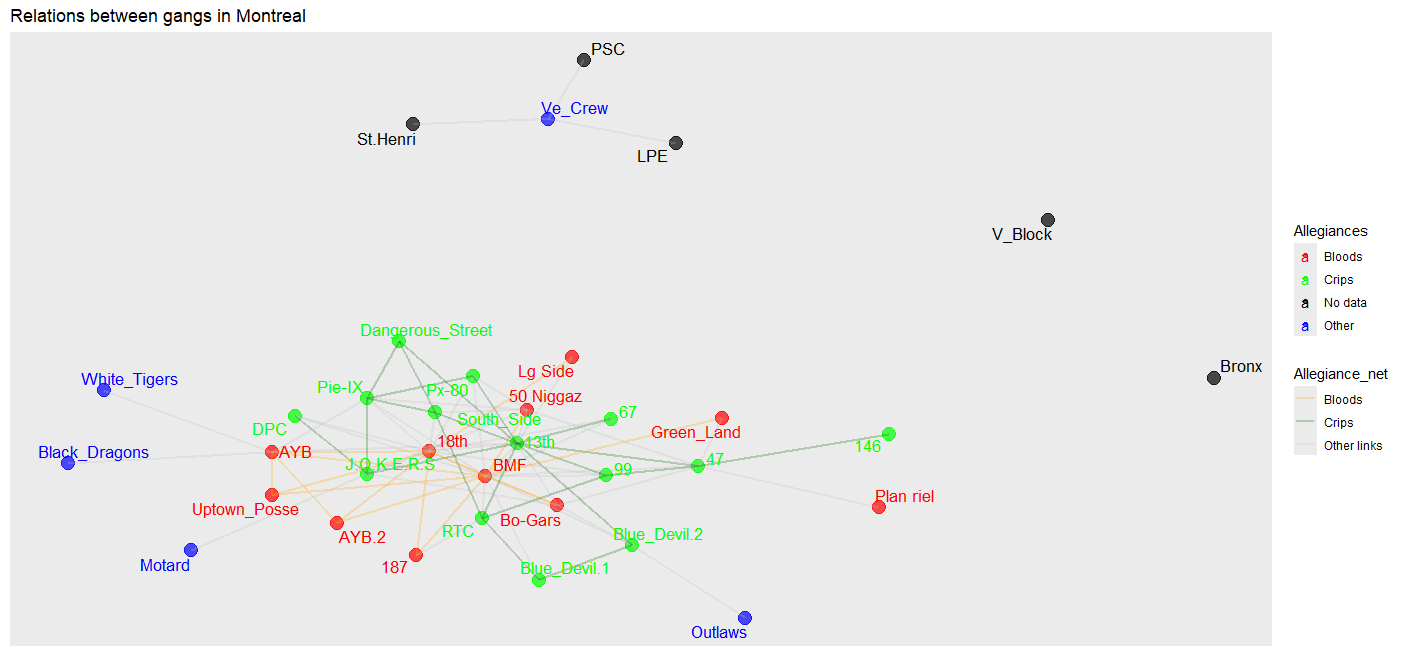 Relations between gangs in Montreal
PSC
Ve_Crew
St.Henri
LPE
V_Block
Allegiances
a Bloods
a Crips
a No data
a Other
Dangerous_Street
Bronx
Lg Side
Allegiance_net
White_Tigers
Pie-IX
Px-80
50 Niggaz
Bloods
67
South_Side
Crips
DPC
Green_Land
18th
13th
146
Other links
Black_Dragons
AYB
47
J.O.K.E.R.S
BMF
99
Uptown_Posse
Plan riel
Bo-Gars
AYB.2
RTC
Blue_Devil.2
Motard
187
Blue_Devil.1
Outlaws